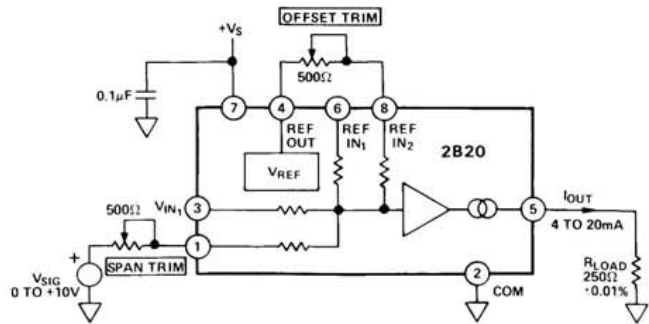 OFFSET TRIM
+VS
500Ω
0.1µF
7
4
6
8
REF OUT
REF IN1
REF IN2
2B20
VREF
VIN1
3
IOUT
5
4 TO 20mA
500Ω
1
+
VSIG
0 TO +10V
SPAN TRIM
2
COM
RLOAD
250Ω
±0.01%